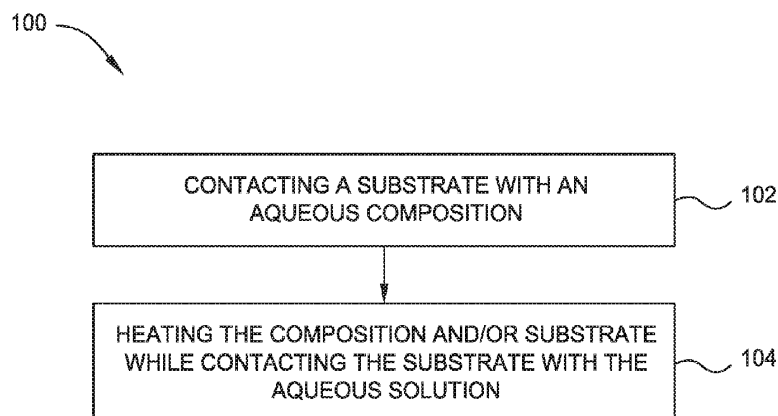 100
CONTACTING A SUBSTRATE WITH AN
AQUEOUS COMPOSITION
102
HEATING THE COMPOSITION AND/OR SUBSTRATE
WHILE CONTACTING THE SUBSTRATE WITH THE
AQUEOUS SOLUTION
104